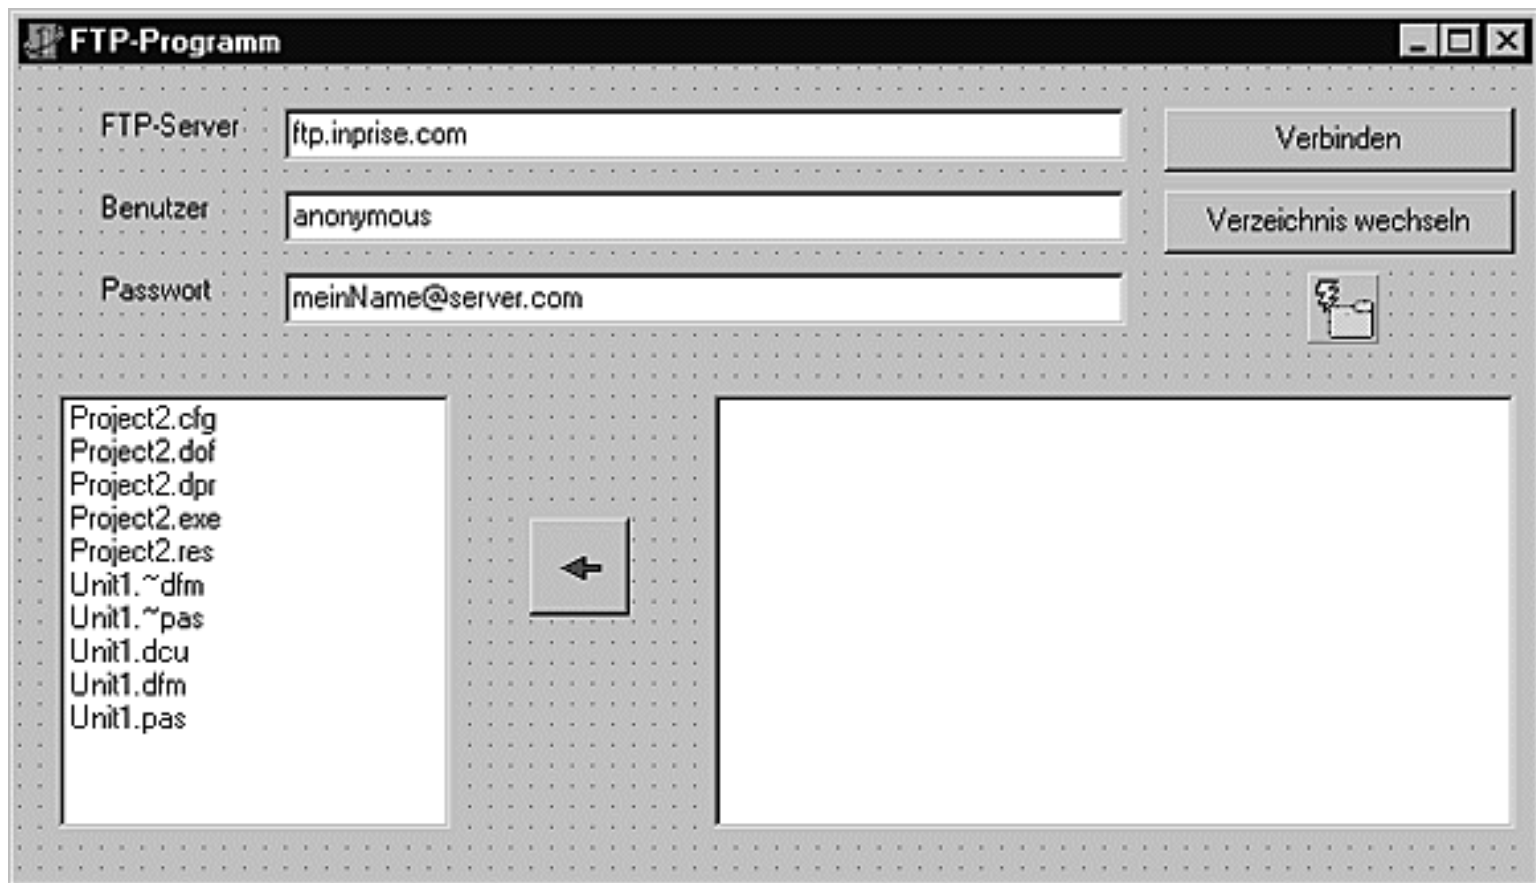 FTP-Programm
FTP-Server
ftp.inprise.com
Verbinden
Benutzer
anonymous
Verzeichnis wechseln
Passwort
meinName@server.com
Project2.cfg
Project2.dof
Project2.dpr
Project2.exe
Project2.res
Unit1.~dfm
Unit1.~pas
Unit1.dcu
Unit1.dfm
Unit1.pas